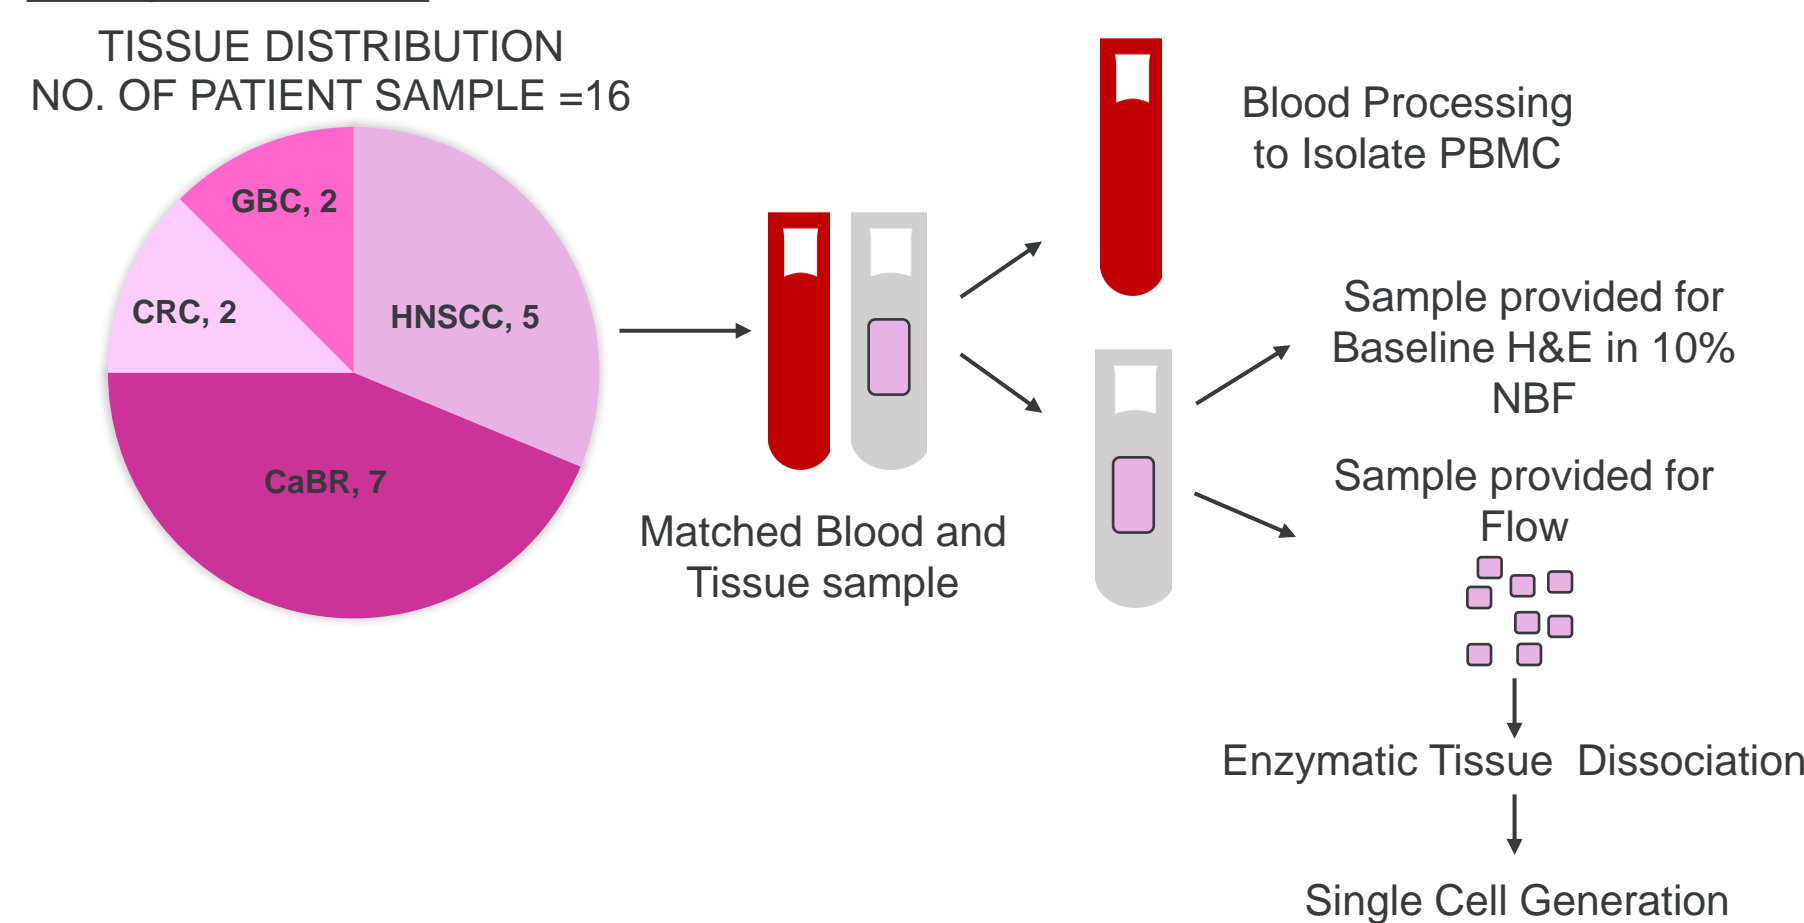 TISSUE DISTRIBUTION
NO. OF PATIENT SAMPLE =16
GBC, 2
CRC, 2
HNSCC, 5
CaBR, 7
Matched Blood and
Tissue sample
Blood Processing
to Isolate PBMC
Sample provided for
Baseline H&E in 10%
NBF
Sample provided for
Flow
Enzymatic Tissue  Dissociation
Single Cell Generation